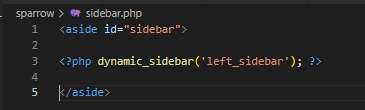 sparrow > sidebar.php
1 <aside id="sidebar">
2
3 <?php dynamic_sidebar('left_sidebar'); ?>
4
5 </aside>